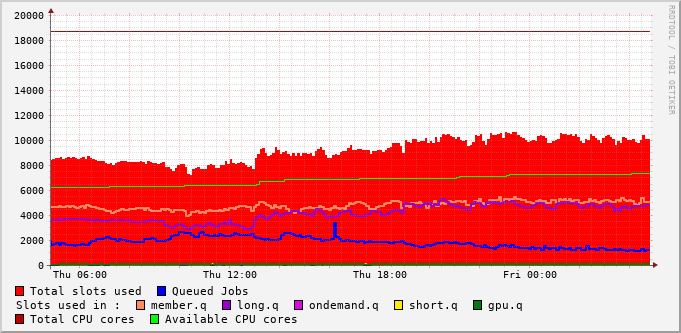 20000
18000
16000
14000
12000
10000
8000
6000
4000
2000
0
Thu 06:00 Thu 12:00 Thu 18:00 Fri 00:00
Total slots used Queued Jobs
Slots used in : member.q long.q ondemand.q short.q gpu.q
Total CPU cores Available CPU cores
RRDTOOL / TOBI OETIKER